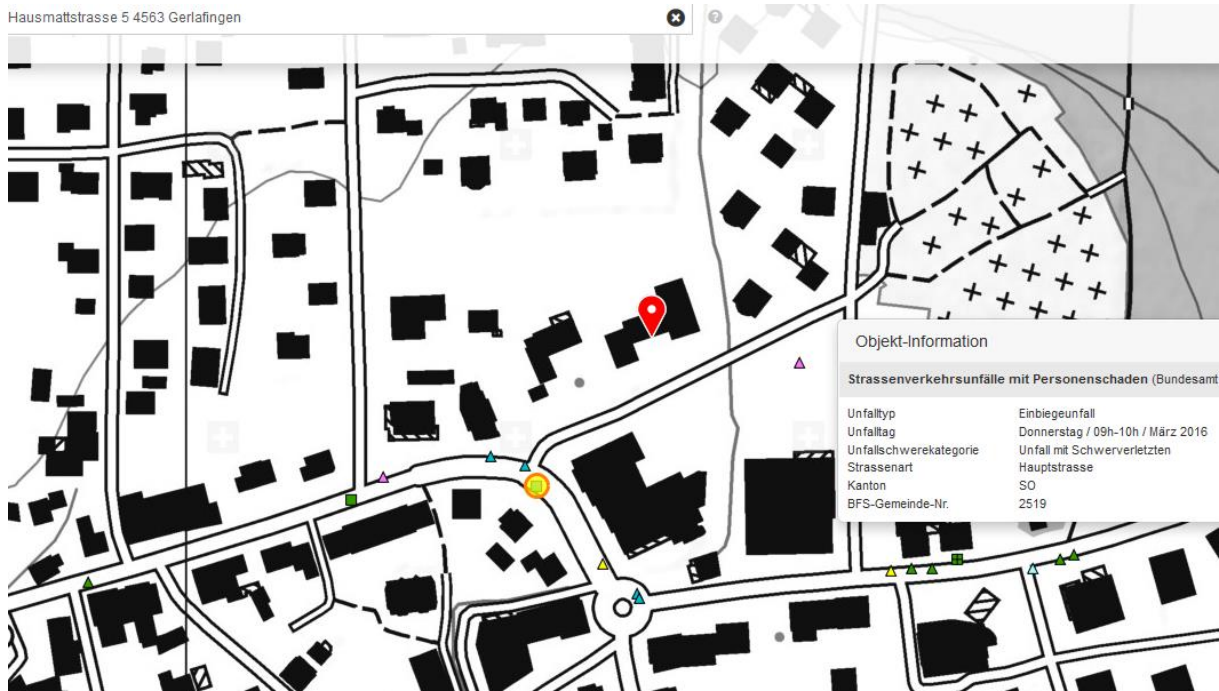 Hausmattstrasse 5 4563 Gerlafingen
Objekt-Information
Strassenverkehrsunfälle mit Personenschaden (Bundesamt
Unfalltyp Einbiegeunfall
Unfalltag Donnerstag / 09h-10h / März 2016
Unfallschwerekategorie Unfall mit Schwerverletzten
Strassenart Hauptstrasse
Kanton SO
BFS-Gemeinde-Nr. 2519